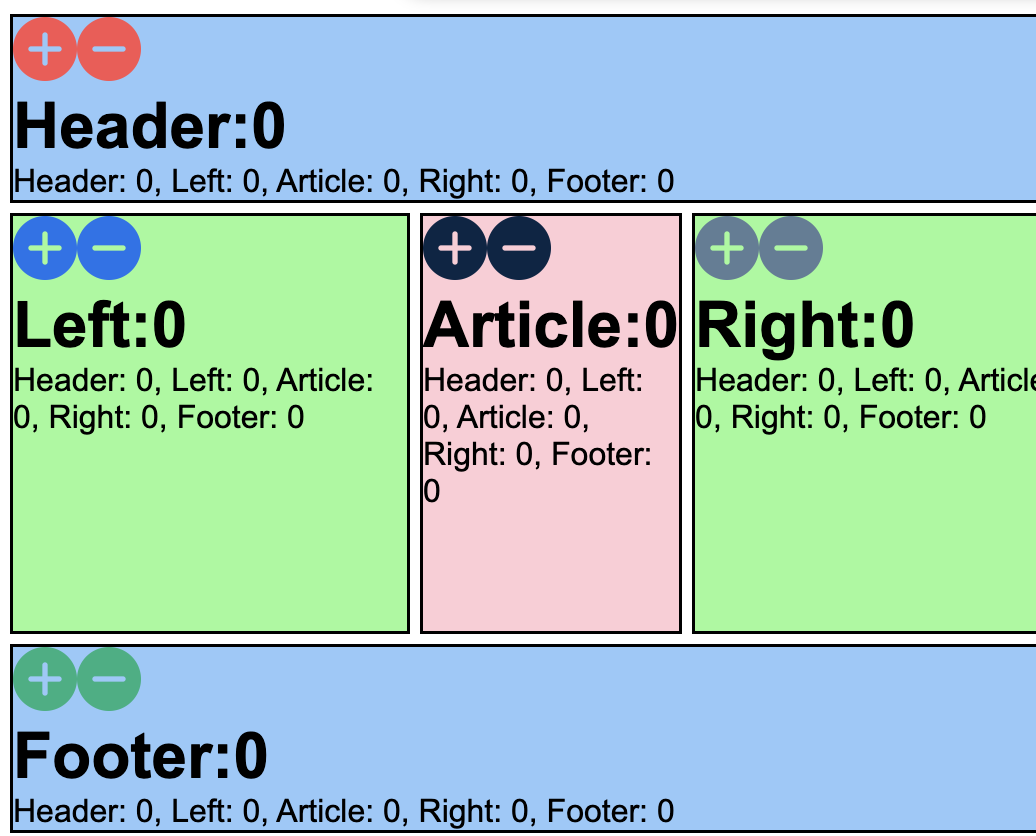 Header:0
Header: 0, Left: 0, Article: 0, Right: 0, Footer: 0
Left:0
Header: 0, Left: 0, Article:
0, Right: 0, Footer: 0
Article:0
Header: 0, Left:
0, Article: 0,
Right: 0, Footer:
0
Right:0
Header: 0, Left: 0, Article
0, Right: 0, Footer: 0
Footer:0
Header: 0, Left: 0, Article: 0, Right: 0, Footer: 0